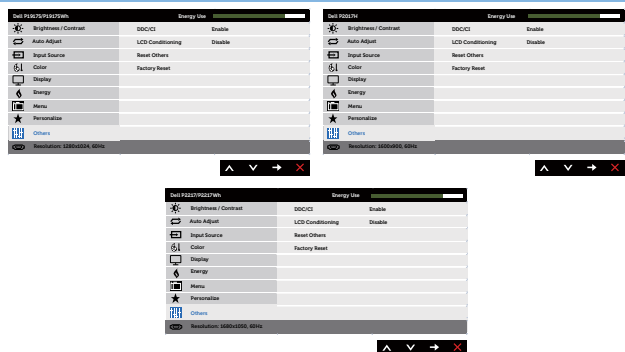 Dell P1917S/P1917SWh Energy Use
Brightness / Contrast DDC/CI Enable
Auto Adjust LCD Conditioning Disable
Input Source Reset Others
Color Factory Reset
Display
Energy
Menu
Personalize
Others
Resolution: 1280x1024, 60Hz
Dell P2017H Energy Use
Brightness / Contrast DDC/CI Enable
Auto Adjust LCD Conditioning Disable
Input Source Reset Others
Color Factory Reset
Display
Energy
Menu
Personalize
Others
Resolution: 1600x900, 60Hz
Dell P2217/P2217Wh Energy Use
Brightness / Contrast DDC/CI Enable
Auto Adjust LCD Conditioning Disable
Input Source Reset Others
Color Factory Reset
Display
Energy
Menu
Personalize
Others
Resolution: 1680x1050, 60Hz